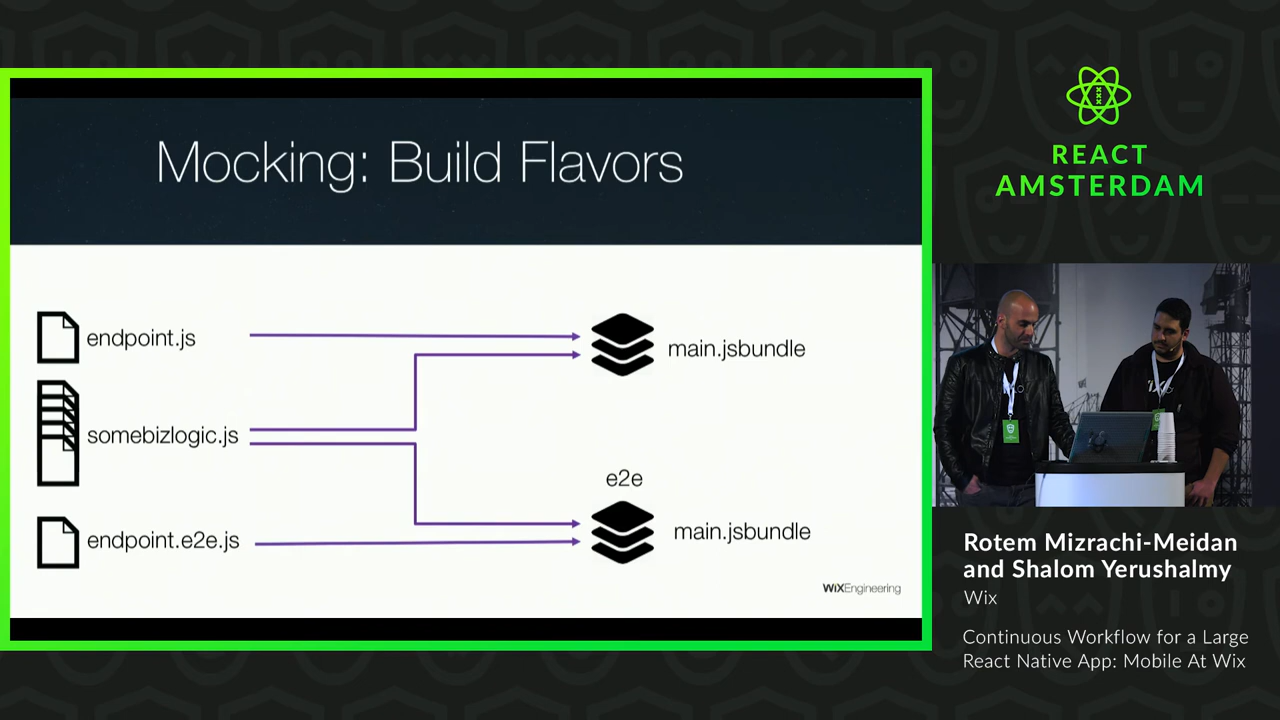 Mocking: Build Flavors
endpoint.js
somebizlogic.js
endpoint.e2e.js
main.jsbundle
e2e
main.jsbundle
WiXEngineering
REACT
AMSTERDAM
Rotem Mizrachi-Meidan
and Shalom Yerushalmy
Wix
Continuous Workflow for a Large
React Native App: Mobile At Wix